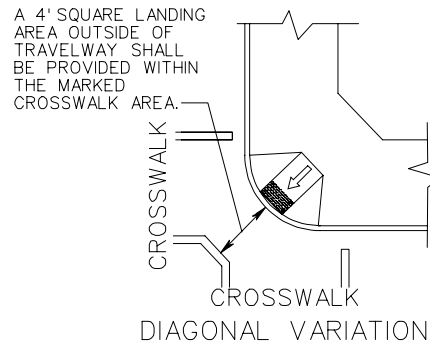 A 4' SQUARE LANDING
AREA OUTSIDE OF
TRAVELWAY SHALL
BE PROVIDED WITHIN
THE MARKED
CROSSWALK AREA.
CROSSWALK
CROSSWALK
DIAGONAL VARIATION